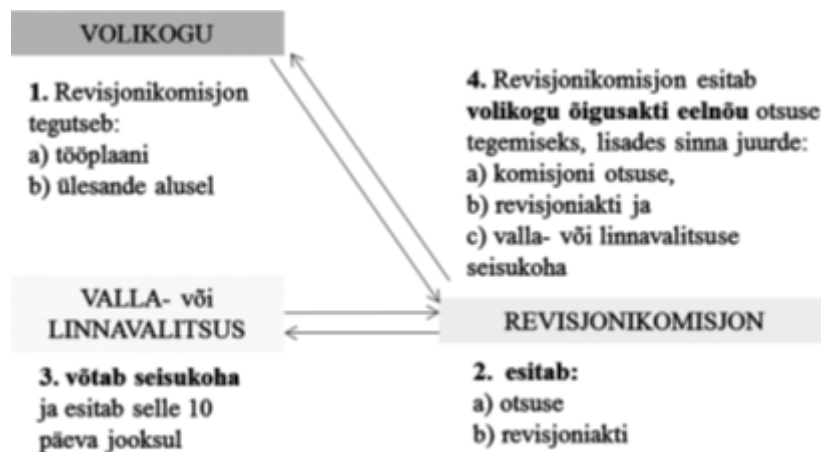 VOLIKOGU
1. Revisjonikomisjon
tegutseb:
a) tööplaani
b) ülesande alusel
4. Revisjonikomisjon esitab
volikogu õigusakti eelnõu otsuse
tegemiseks, lisades sinna juurde:
a) komisjoni otsuse,
b) revisjoniakti ja
c) valla- või linnavalitsuse
seisukoha
VALLA- või
LINNAVALITSUS
3. võtab seisukoha
ja esitab selle 10
päeva jooksul
REVISJONIKOMISJON
2. esitab:
a) otsuse
b) revisjoniakti